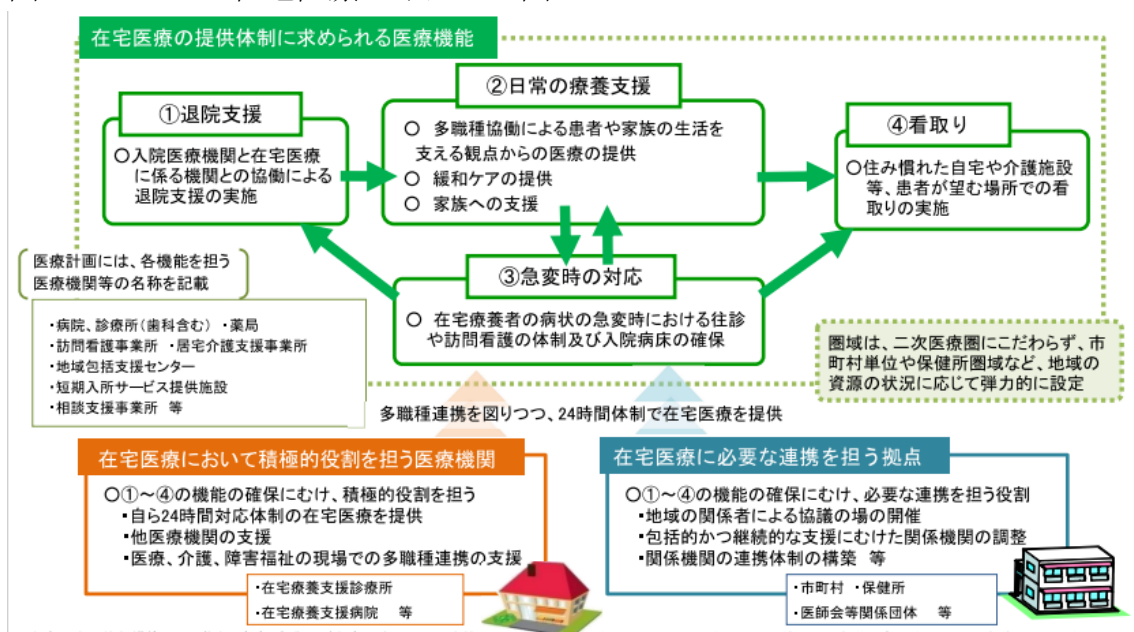 在宅医療の提供体制に求められる医療機能
①退院支援
○入院医療機関と在宅医療
に係る機関との協働による
退院支援の実施
②日常の療養支援
○ 多職種協働による患者や家族の生活を
支える観点からの医療の提供
○ 緩和ケアの提供
○ 家族への支援
④看取り
○住み慣れた自宅や介護施設
等、患者が望む場所での看
取りの実施
③急変時の対応
○ 在宅療養者の病状の急変時における往診
や訪問看護の体制及び入院病床の確保
医療計画には、各機能を担う
医療機関等の名称を記載
・病院、診療所(歯科含む) ・薬局
・訪問看護事業所 ・居宅介護支援事業所
・地域包括支援センター
・短期入所サービス提供施設
・相談支援事業所 等
圏域は、二次医療圏にこだわらず、市
町村単位や保健所圏域など、地域の
資源の状況に応じて弾力的に設定
多職種連携を図りつつ、24時間体制で在宅医療を提供
在宅医療において積極的役割を担う医療機関
○①~④の機能の確保にむけ、積極的役割を担う
・自ら24時間対応体制の在宅医療を提供
・他医療機関の支援
・医療、介護、障害福祉の現場での多職種連携の支援
・在宅療養支援診療所
・在宅療養支援病院 等
在宅医療に必要な連携を担う拠点
○①~④の機能の確保にむけ、必要な連携を担う役割
・地域の関係者による協議の場の開催
・包括的かつ継続的な支援にむけた関係機関の調整
・関係機関の連携体制の構築 等
・市町村 ・保健所
・医師会等関係団体 等